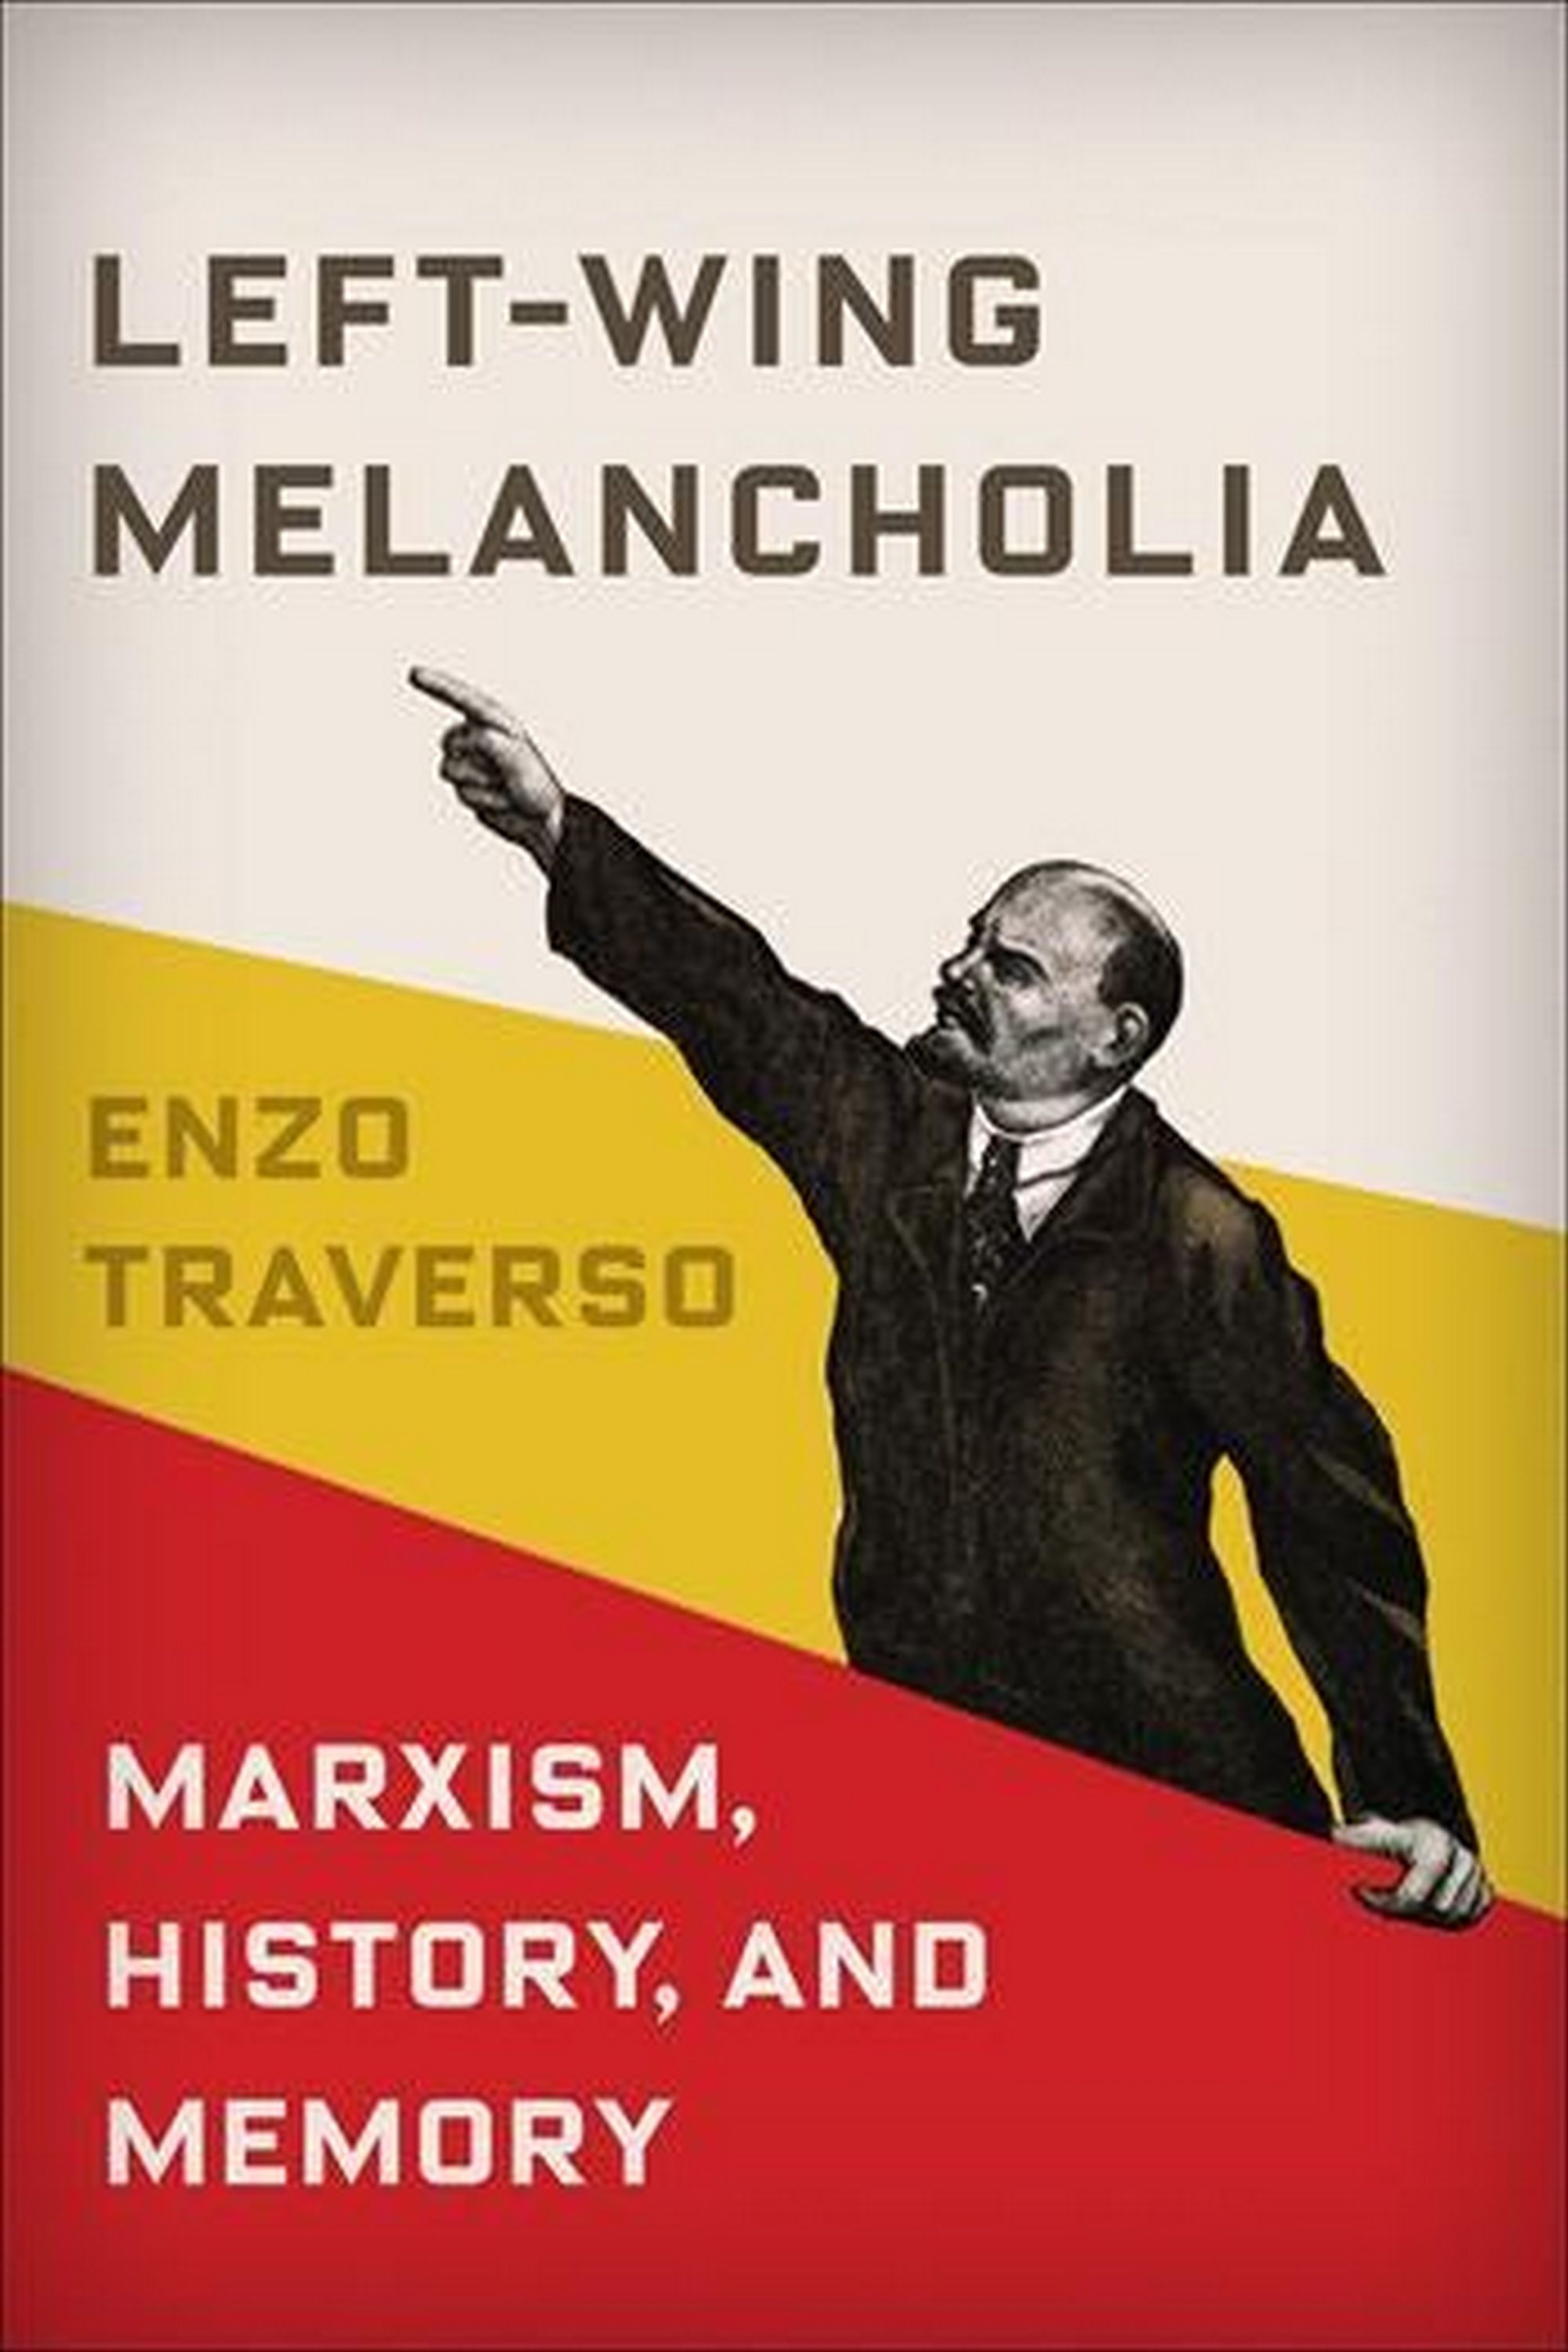 LEFT-WING
MELANCHOLIA
ENZO
TRAVERSO
MARXISM,
HISTORY, AND
MEMORY